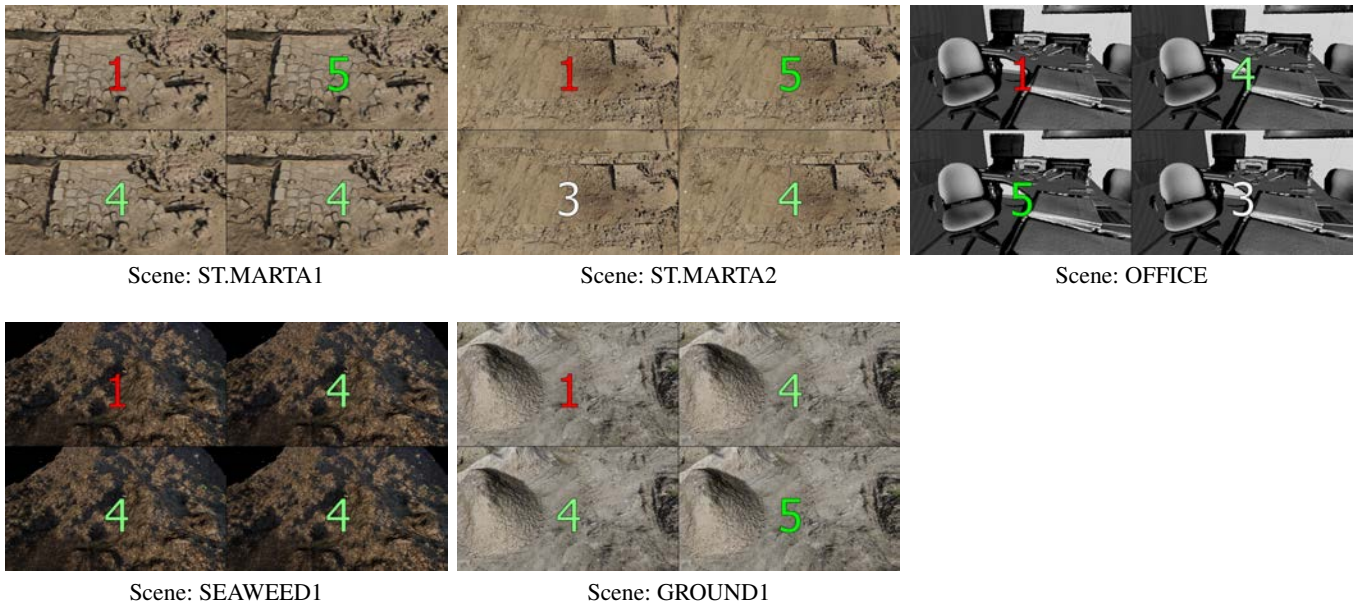 1 5
4 4
Scene: ST.MARTA1
1 5
3 4
Scene: ST.MARTA2
1 4
5 3
Scene: OFFICE
1 4
4 4
Scene: SEAWEED1
1 4
4 5
Scene: GROUND1